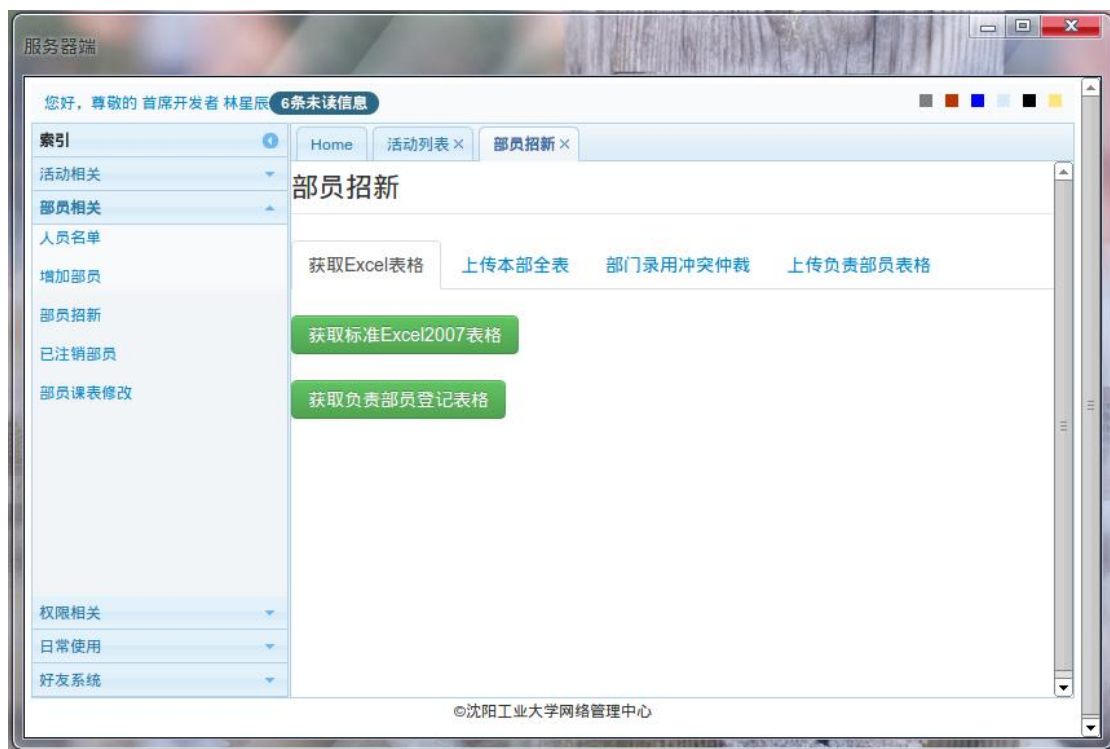 服务器端
您好，尊敬的 首席开发者 林星辰 6条未读信息
索引
Home 活动列表 部员招新
活动相关
部员招新
部员相关
人员名单
获取Excel表格 上传本部全表 部门录用冲突仲裁 上传负责部员表格
增加部员
部员招新
获取标准Excel2007表格
已注销部员
部员课表修改
获取负责部员登记表格
权限相关
日常使用
好友系统
©沈阳工业大学网络管理中心